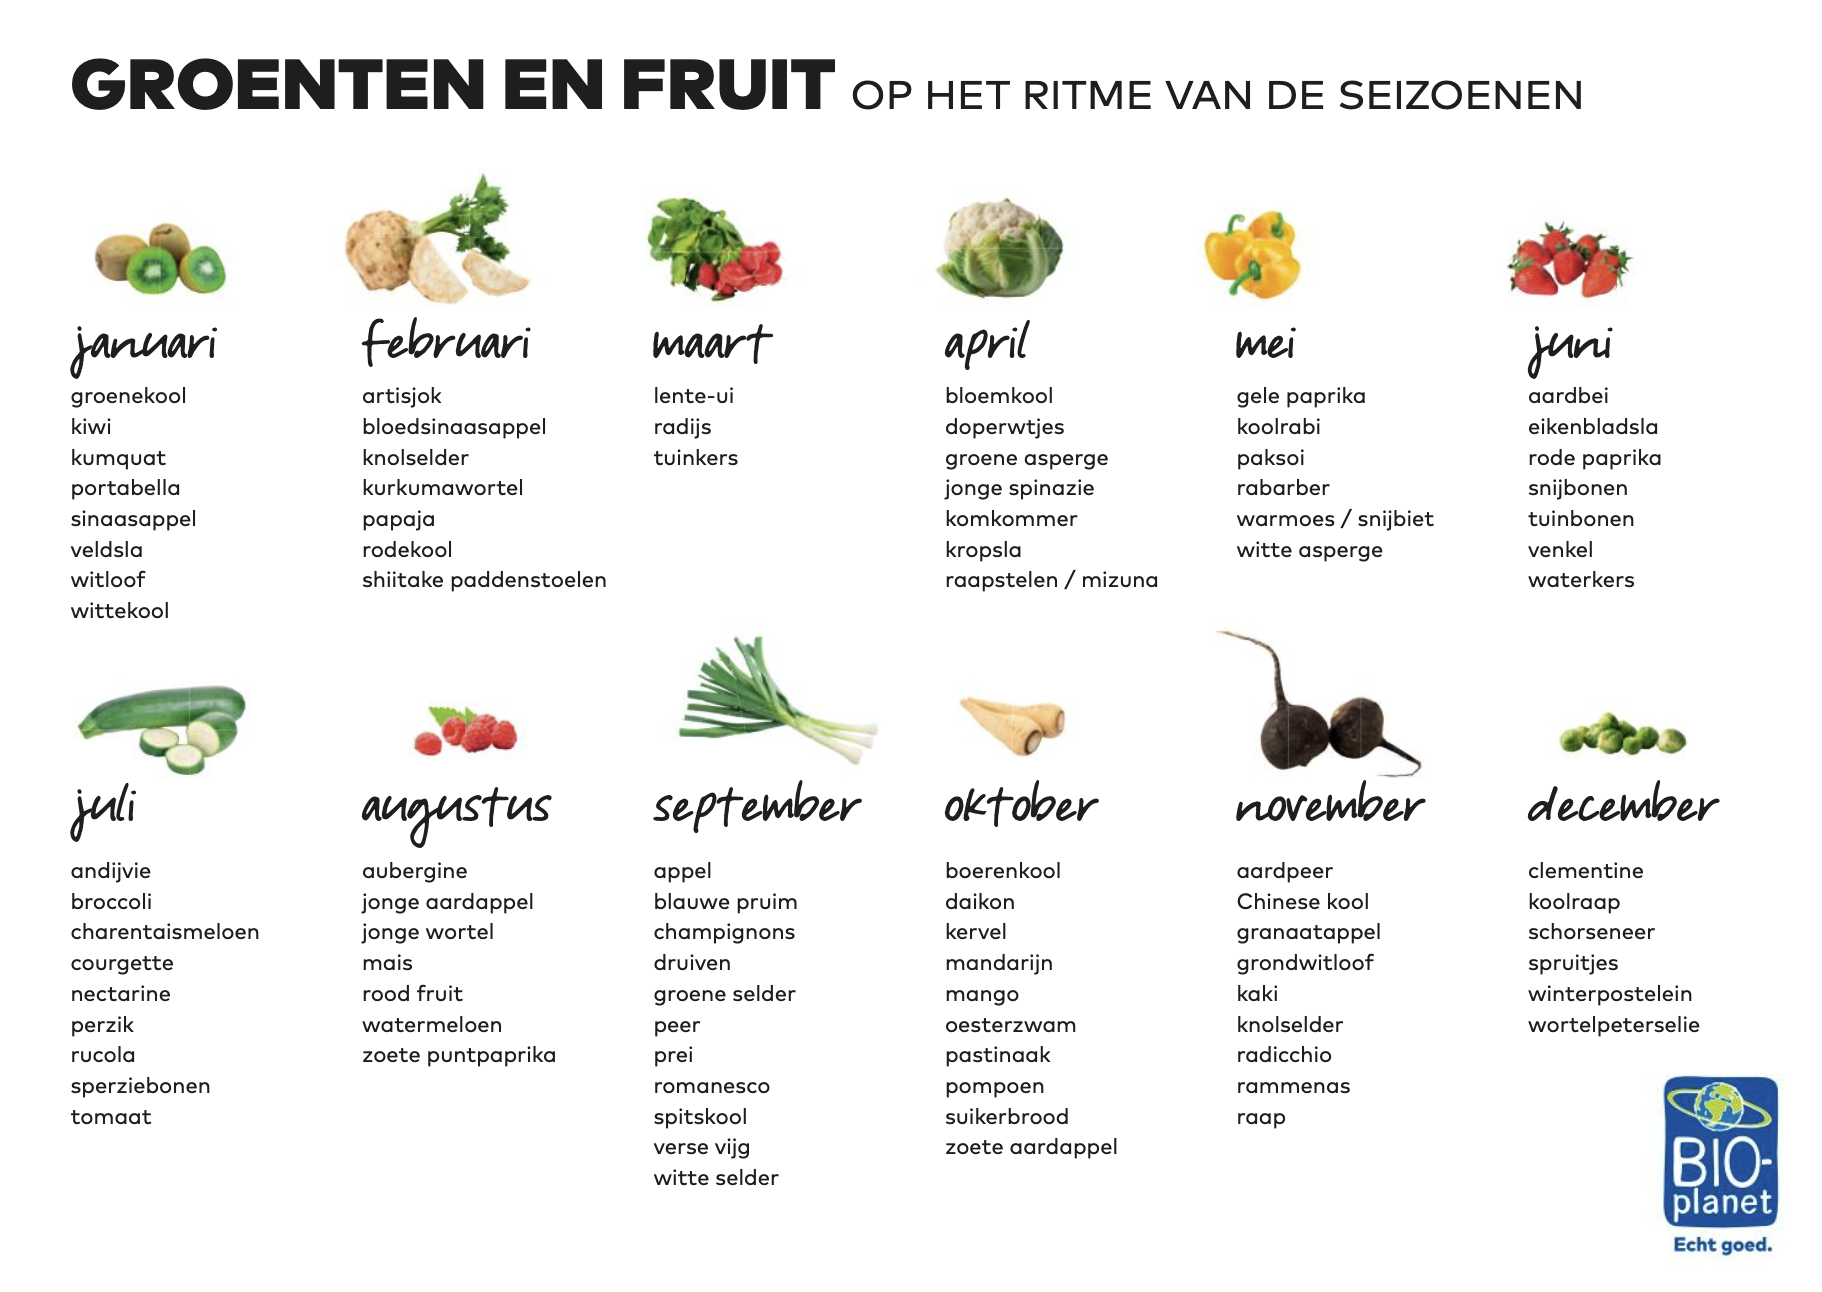 GROENTEN EN FRUIT OP HET RITME VAN DE SEIZOENEN
januari
groenekool
kiwi
kumquat
portabella
sinaasappel
veldsla
witloof
wittekool
februari
artisjok
bloedsinaasappel
knolselder
kurkumawortel
papaja
rodekool
shiitake paddenstoelen
maart
lente-ui
radijs
tuinkers
april
bloemkool
doperwtjes
groene asperge
jonge spinazie
komkommer
kropsla
raapstelen / mizuna
mei
gele paprika
koolrabi
paksoi
rabarber
warmoes / snijbiet
witte asperge
juni
aardbei
eikenbladsla
rode paprika
snijbonen
tuinbonen
venkel
waterkers
juli
andijvie
broccoli
charentaismeloen
courgette
nectarine
perzik
rucola
sperziebonen
tomaat
augustus
aubergine
jonge aardappel
jonge wortel
mais
rood fruit
watermeloen
zoete puntpaprika
september
appel
blauwe pruim
champignons
druiven
groene selder
peer
prei
romanesco
spitskool
verse vijg
witte selder
oktober
boerenkool
daikon
kervel
mandarijn
mango
oesterzwam
pastinaak
pompoen
suikerbrood
zoete aardappel
november
aardpeer
Chinese kool
granaatappel
grondwitloof
kaki
knolselder
radicchio
rammenas
raap
december
clementine
koolraap
schorseneer
spruitjes
winterpostelein
wortelpeterselie
BIO-
planet
Echt goed.